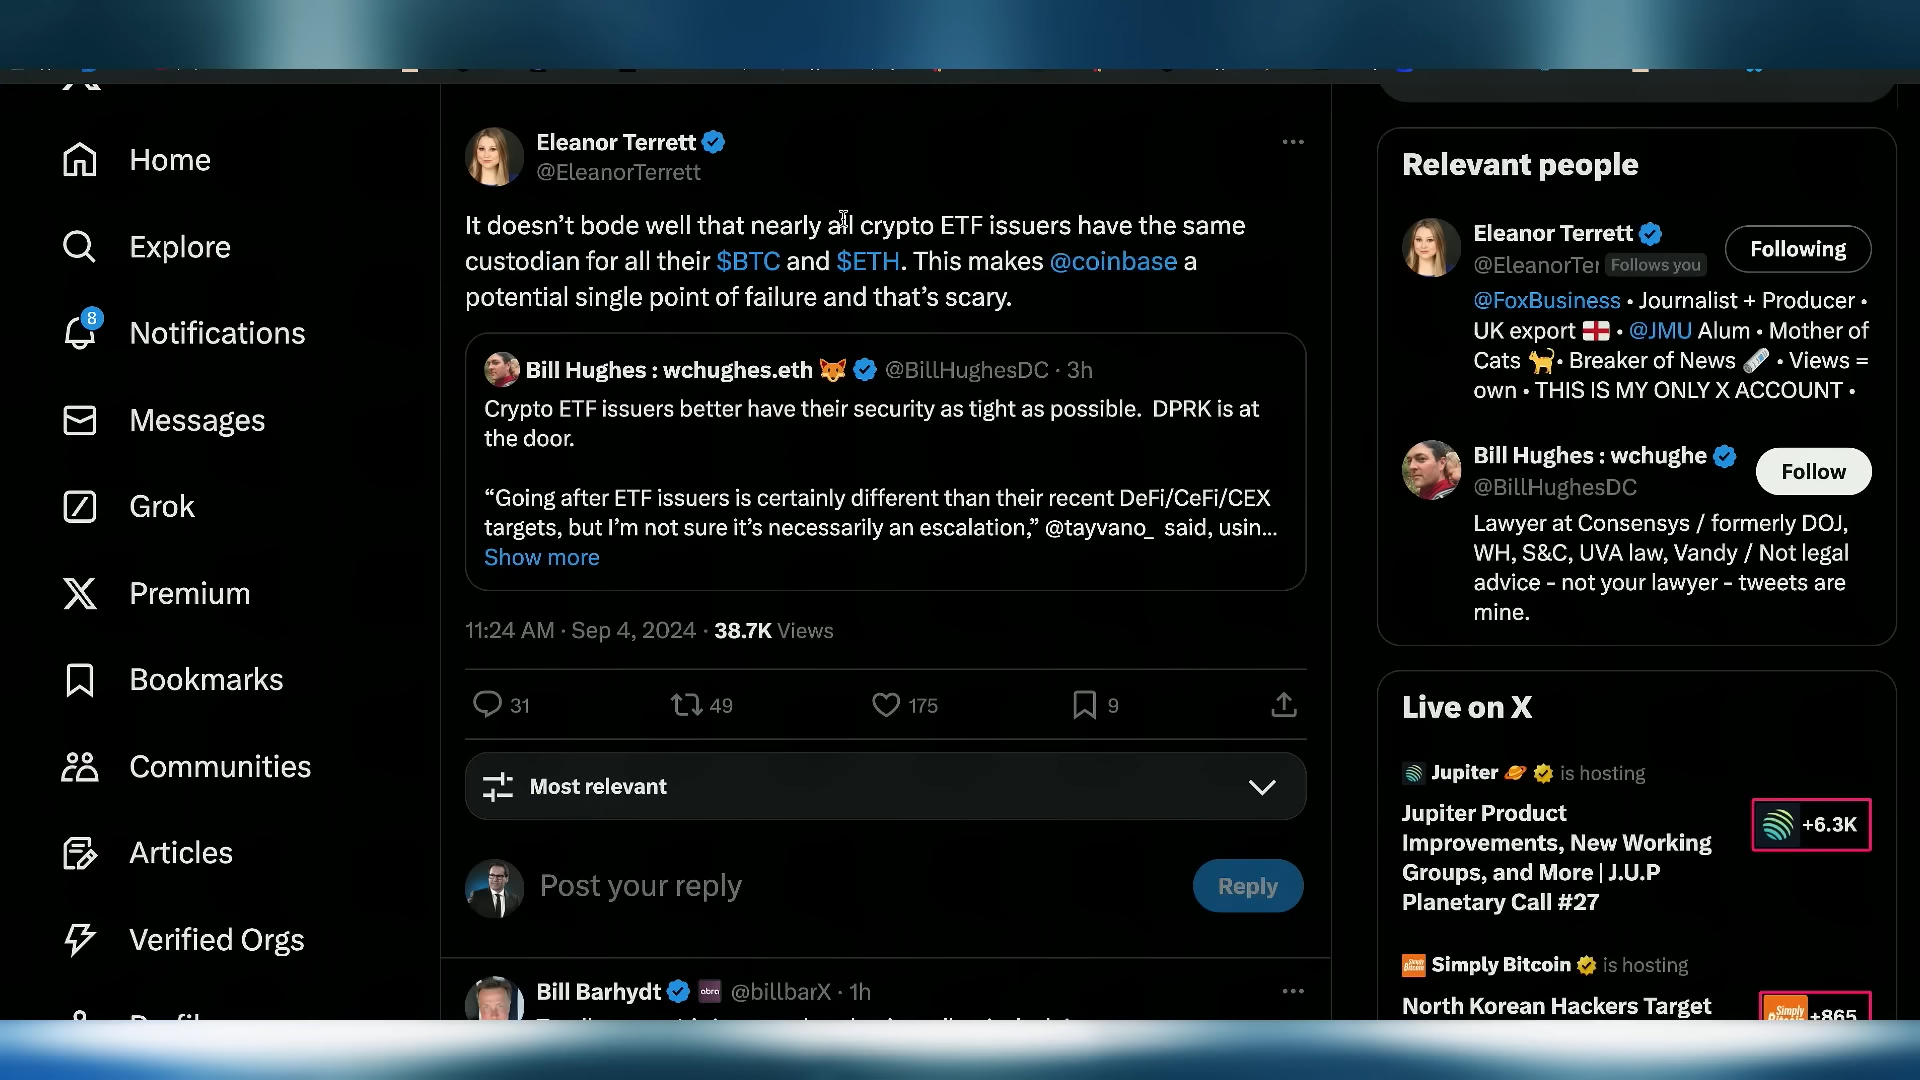 Home
Explore
8
Notifications
Messages
Grok
Premium
Bookmarks
Communities
Articles
Verified Orgs
Eleanor Terrett
@EleanorTerrett
It doesn’t bode well that nearly all crypto ETF issuers have the same
custodian for all their $BTC and $ETH. This makes @coinbase a
potential single point of failure and that’s scary.
Bill Hughes : wchughes.eth 🦊 @BillHughesDC · 3h
Crypto ETF issuers better have their security as tight as possible. DPRK is at
the door.
“Going after ETF issuers is certainly different than their recent DeFi/CeFi/CEX
targets, but I’m not sure it’s necessarily an escalation,” @tayvano_ said, usin...
Show more
11:24 AM · Sep 4, 2024 · 38.7K Views
31 49 175 9
Most relevant
Post your reply
Reply
Bill Barhydt abra @billbarX · 1h
Relevant people
Eleanor Terrett
@EleanorTer Follows you
Following
@FoxBusiness • Journalist + Producer •
UK export 🏴󠁧󠁢󠁥󠁮󠁧󠁿 • @JMU Alum • Mother of
Cats 🐈• Breaker of News 🗞️ • Views =
own • THIS IS MY ONLY X ACCOUNT •
Bill Hughes : wchughe
@BillHughesDC
Follow
Lawyer at Consensys / formerly DOJ,
WH, S&C, UVA law, Vandy / Not legal
advice - not your lawyer - tweets are
mine.
Live on X
Jupiter 🪐 is hosting
Jupiter Product
Improvements, New Working
Groups, and More | J.U.P
Planetary Call #27
+6.3K
Simply Bitcoin is hosting
North Korean Hackers Target
Simply
+865